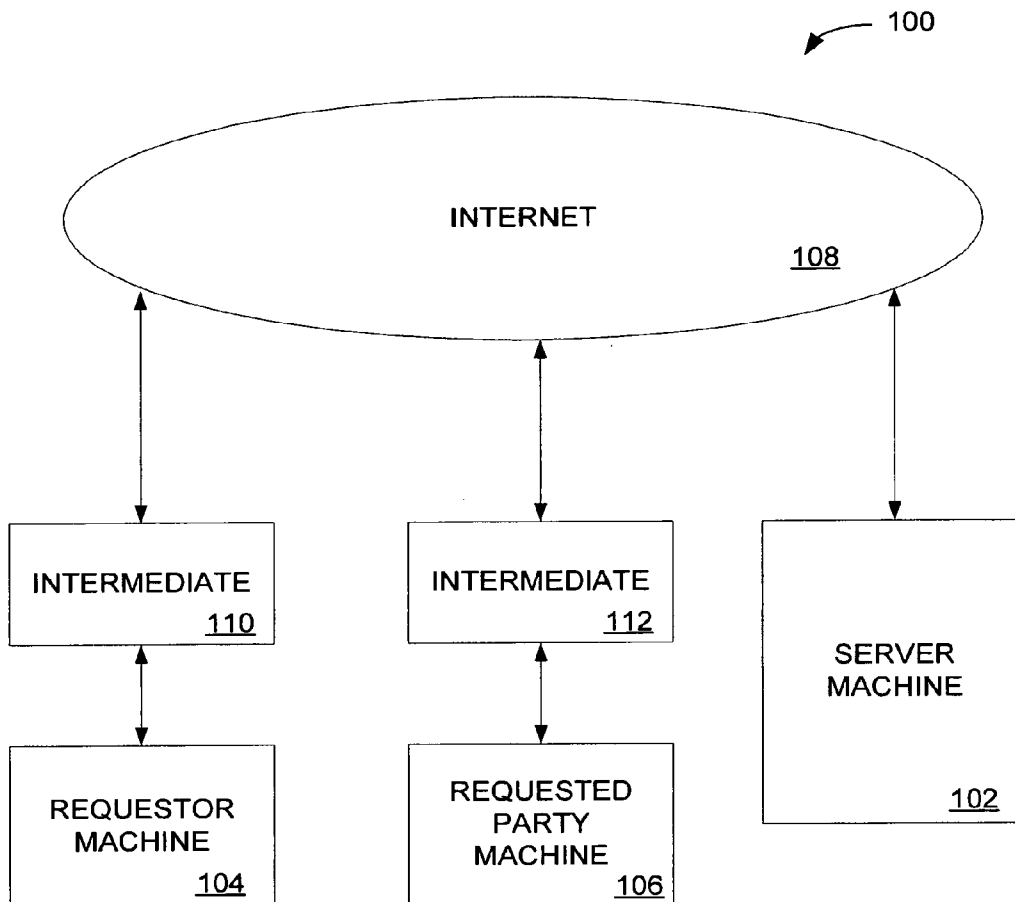 100
INTERNET
108
INTERMEDIATE
110
INTERMEDIATE
112
SERVER
MACHINE
102
REQUESTOR
MACHINE
104
REQUESTED
PARTY
MACHINE
106